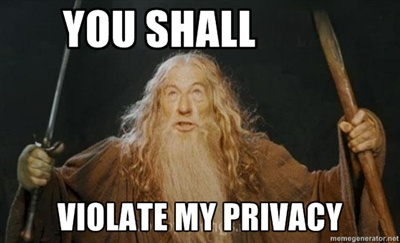 YOU SHALL
VIOLATE MY PRIVACY
memegenerator.net